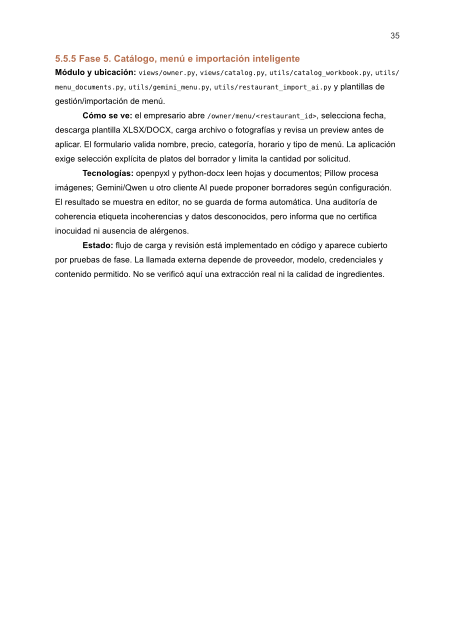 35
5.5.5 Fase 5. Catálogo, menú e importación inteligente
Módulo y ubicación: views/owner.py, views/catalog.py, utils/catalog_workbook.py, utils/
menu_documents.py, utils/gemini_menu.py, utils/restaurant_import_ai.py y plantillas de
gestión/importación de menú.
Cómo se ve: el empresario abre /owner/menu/<restaurant_id>, selecciona fecha,
descarga plantilla XLSX/DOCX, carga archivo o fotografías y revisa un preview antes de
aplicar. El formulario valida nombre, precio, categoría, horario y tipo de menú. La aplicación
exige selección explícita de platos del borrador y limita la cantidad por solicitud.
Tecnologías: openpyxl y python-docx leen hojas y documentos; Pillow procesa
imágenes; Gemini/Qwen u otro cliente AI puede proponer borradores según configuración.
El resultado se muestra en editor, no se guarda de forma automática. Una auditoría de
coherencia etiqueta incoherencias y datos desconocidos, pero informa que no certifica
inocuidad ni ausencia de alérgenos.
Estado: flujo de carga y revisión está implementado en código y aparece cubierto
por pruebas de fase. La llamada externa depende de proveedor, modelo, credenciales y
contenido permitido. No se verificó aquí una extracción real ni la calidad de ingredientes.